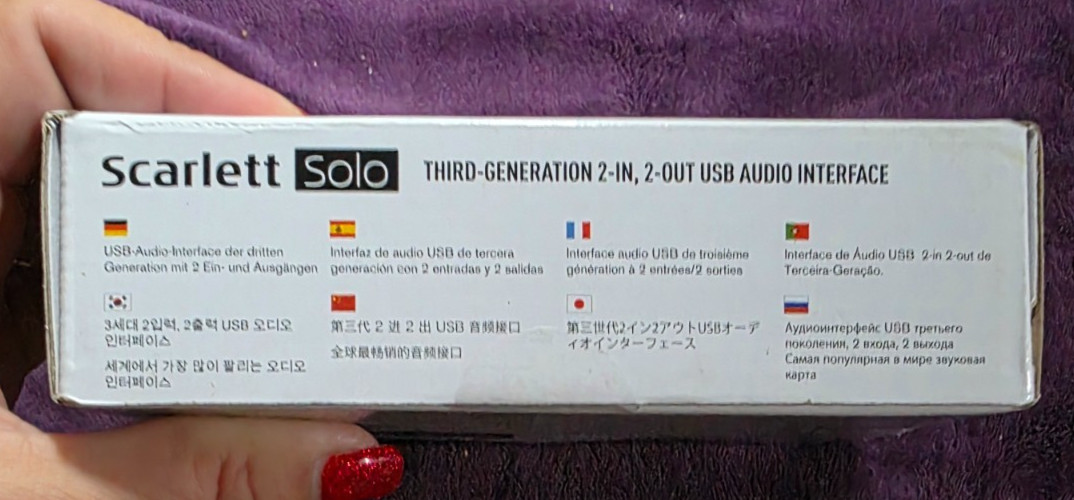 Scarlett Solo THIRD-GENERATION 2-IN, 2-OUT USB AUDIO INTERFACE
USB-Audio-Interface der dritten
Generation mit 2 Ein- und Ausgängen
Interfaz de audio USB de tercera
generación con 2 entradas y 2 salidas
Interface audio USB de troisième
génération à 2 entrées/2 sorties
Interface de Áudio USB 2-in 2-out de
Terceira-Geração.
3세대 2입력, 2출력 USB 오디오
인터페이스
세계에서 가장 많이 팔리는 오디오
인터페이스
第三代 2 进 2 出 USB 音频接口
全球最畅销的音频接口
第三世代2イン2アウトUSBオーデ
ィオインターフェース
Аудиоинтерфейс USB третьего
поколения, 2 входа, 2 выхода
Самая популярная в мире звуковая
карта